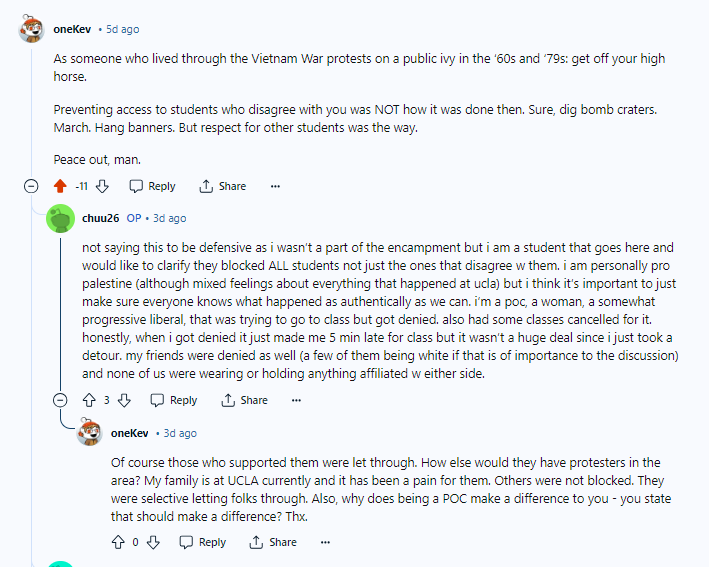 oneKev • 5d ago
As someone who lived through the Vietnam War protests on a public ivy in the '60s and '79s: get off your high
horse.
Preventing access to students who disagree with you was NOT how it was done then. Sure, dig bomb craters.
March. Hang banners. But respect for other students was the way.
Peace out, man.
-11 Reply Share ...
chuu26 OP • 3d ago
not saying this to be defensive as i wasn't a part of the encampment but i am a student that goes here and
would like to clarify they blocked ALL students not just the ones that disagree w them. i am personally pro
palestine (although mixed feelings about everything that happened at ucla) but i think it's important to just
make sure everyone knows what happened as authentically as we can. i'm a poc, a woman, a somewhat
progressive liberal, that was trying to go to class but got denied. also had some classes cancelled for it.
honestly, when i got denied it just made me 5 min late for class but it wasn't a huge deal since i just took a
detour. my friends were denied as well (a few of them being white if that is of importance to the discussion)
and none of us were wearing or holding anything affiliated w either side.
3 Reply Share ...
oneKev • 3d ago
Of course those who supported them were let through. How else would they have protesters in the
area? My family is at UCLA currently and it has been a pain for them. Others were not blocked. They
were selective letting folks through. Also, why does being a POC make a difference to you - you state
that should make a difference? Thx.
0 Reply Share ...